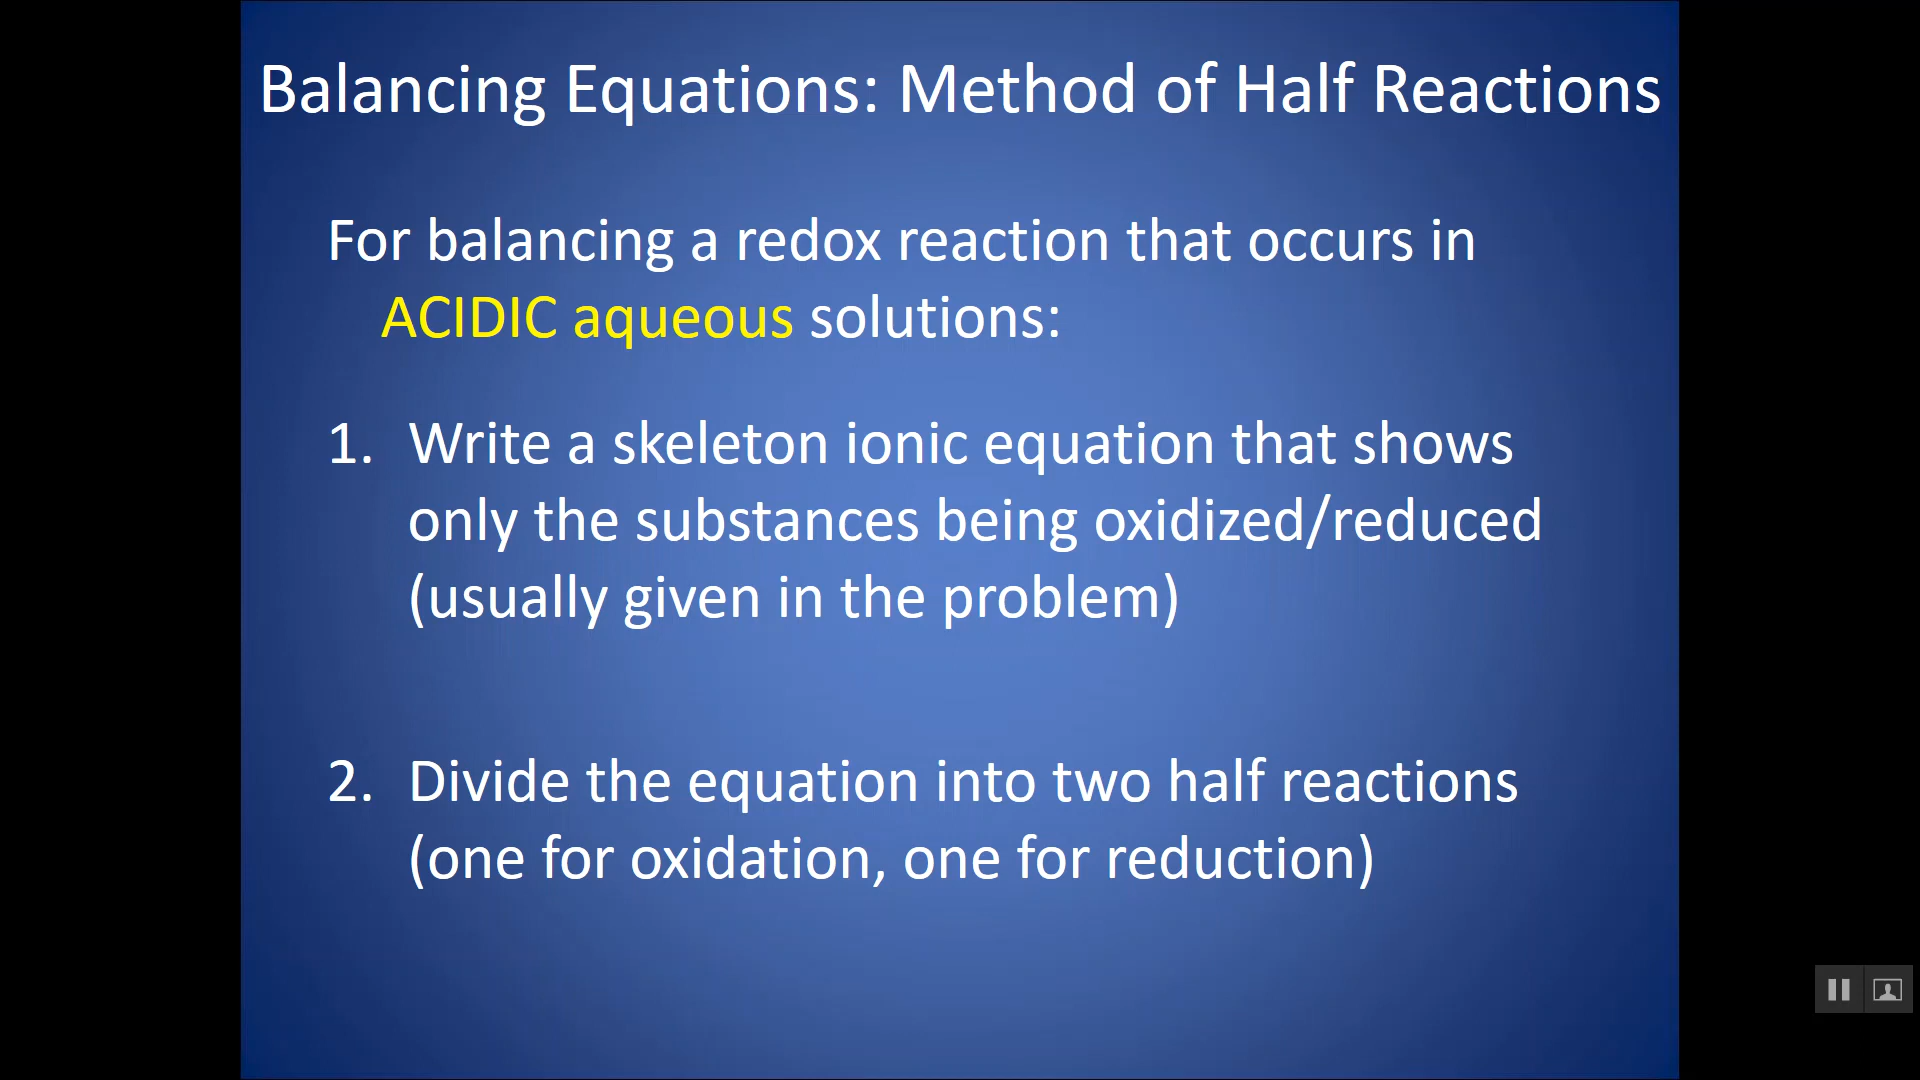 Balancing Equations: Method of Half Reactions
For balancing a redox reaction that occurs in
ACIDIC aqueous solutions:
1. Write a skeleton ionic equation that shows
only the substances being oxidized/reduced
(usually given in the problem)
2. Divide the equation into two half reactions
(one for oxidation, one for reduction)